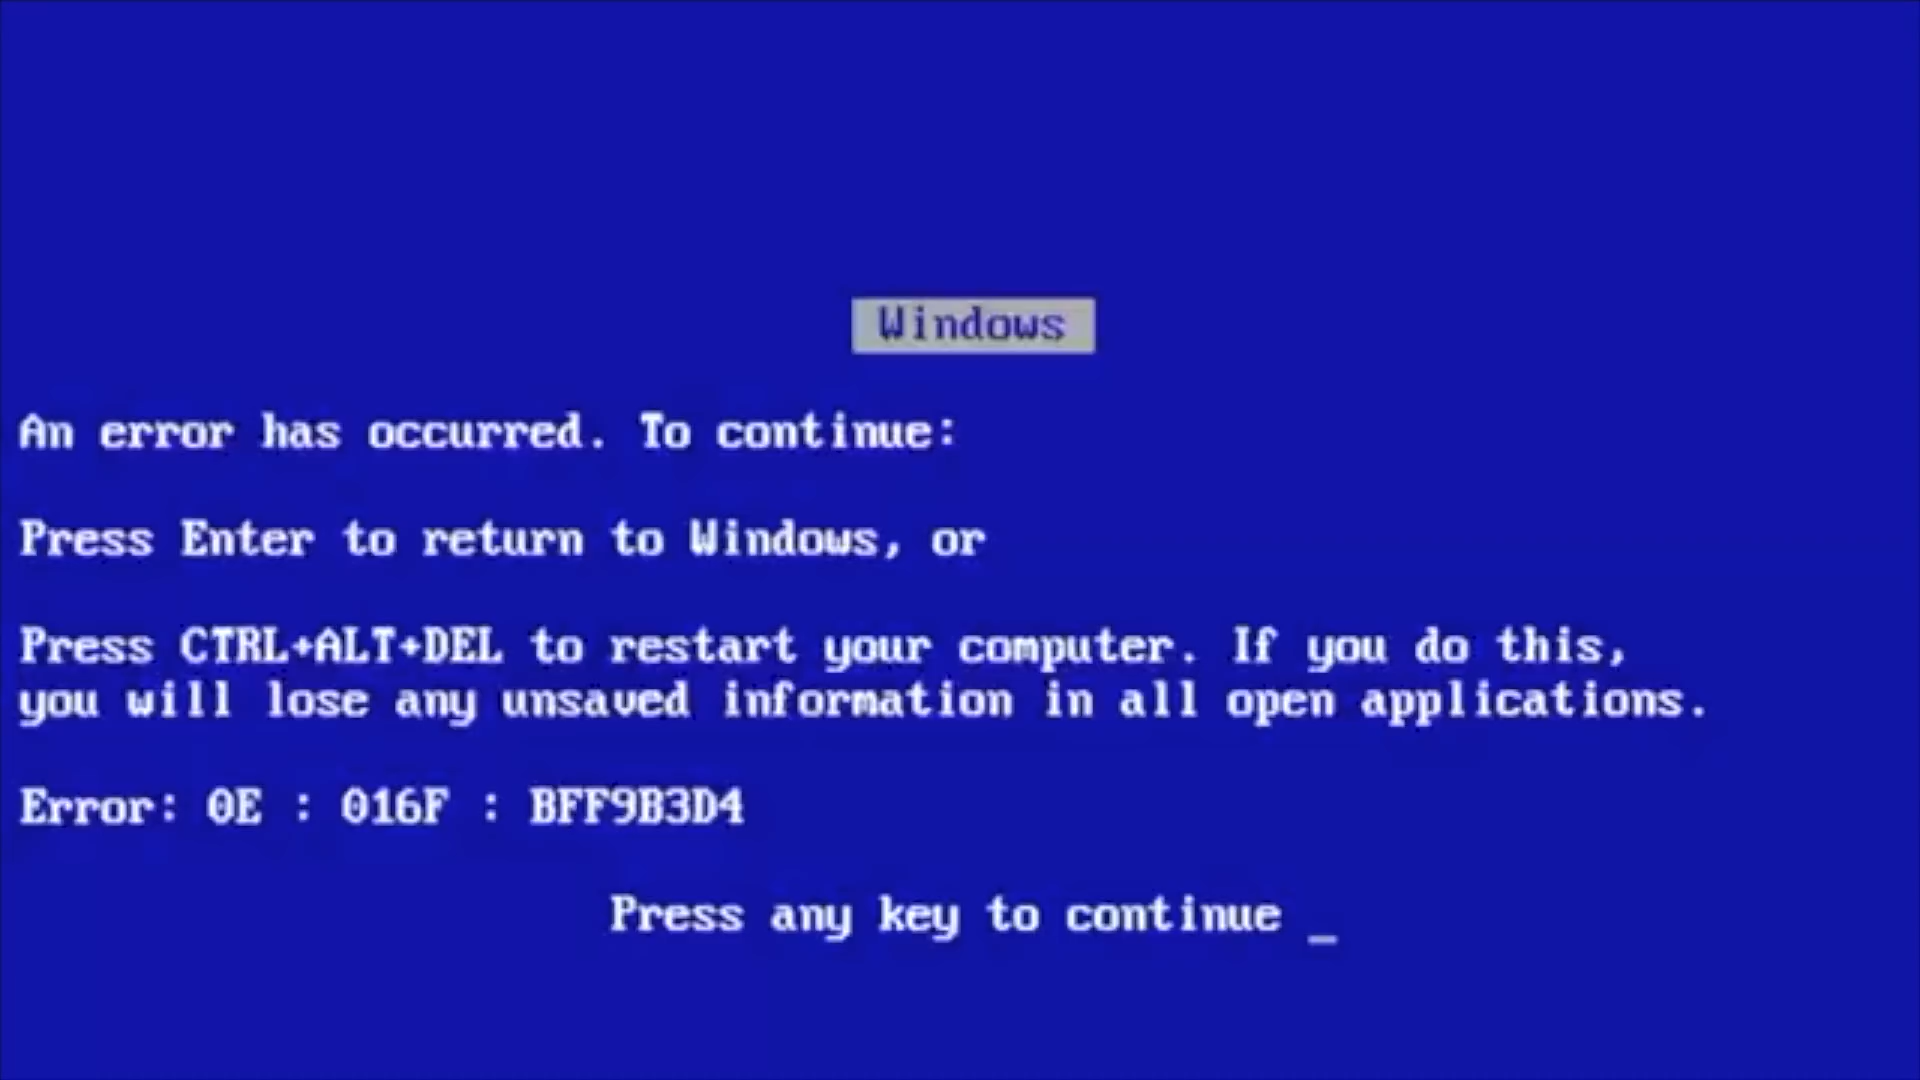 Windows
An error has occurred. To continue:
Press Enter to return to Windows, or
Press CTRL+ALT+DEL to restart your computer. If you do this,
you will lose any unsaved information in all open applications.
Error: 0E : 016F : BFF9B3D4
Press any key to continue _